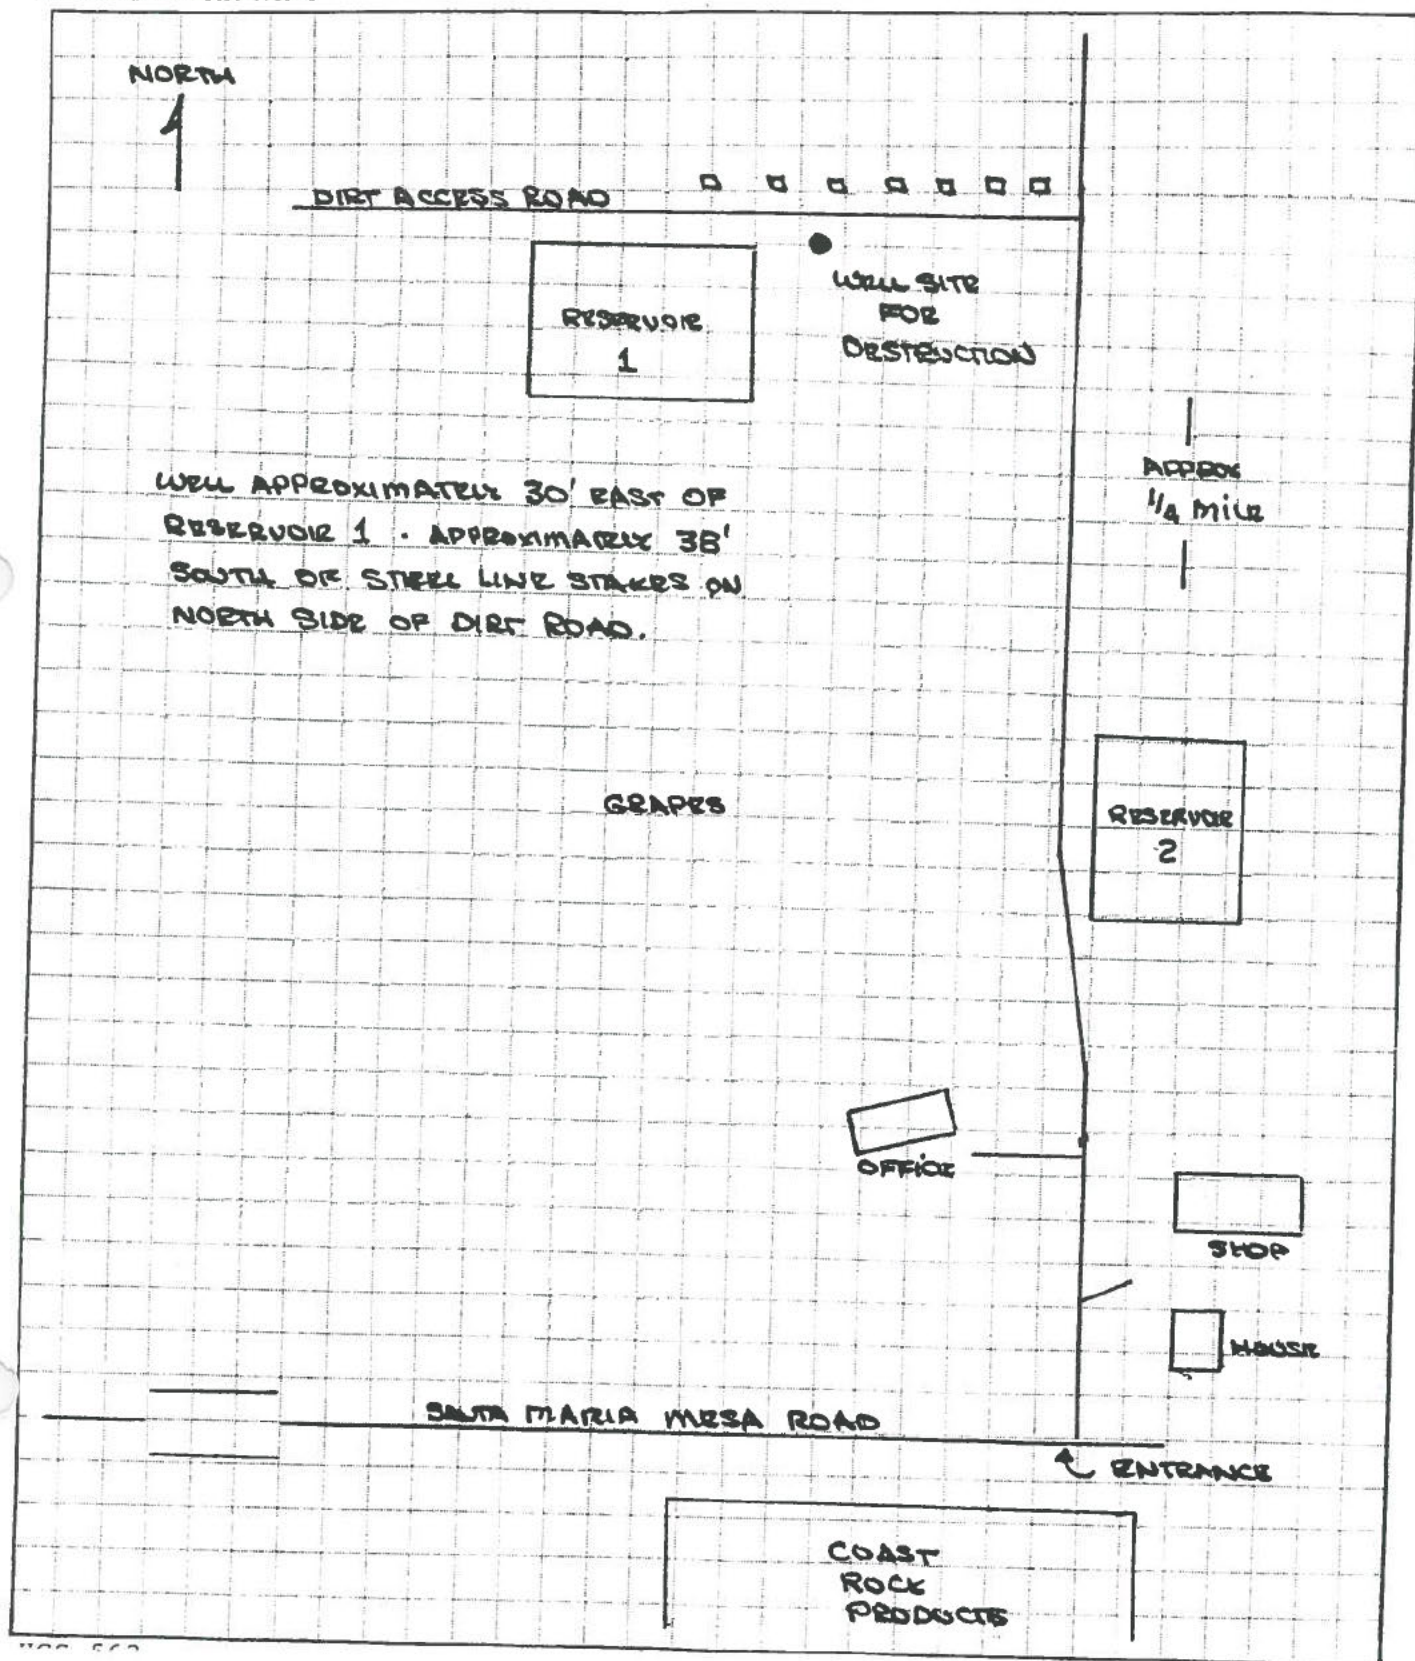 NORTH
DIRT ACCESS ROAD
WELL SITE
FOR
DESTRUCTION
RESERVOIR
1
APPROX
1/4 MILE
WELL APPROXIMATELY 30' EAST OF
RESERVOIR 1 . APPROXIMATELY 38'
SOUTH OF STEEL LINE STAKES ON
NORTH SIDE OF DIRT ROAD.
GRAPES
RESERVOIR
2
OFFICE
SHOP
HOUSE
SANTA MARIA MESA ROAD
ENTRANCE
COAST
ROCK
PRODUCTS